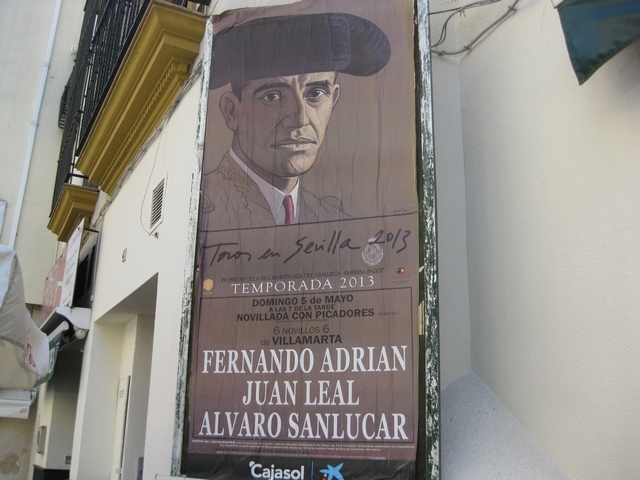 Toros en Sevilla 2013
TEMPORADA 2013
DOMINGO 5 de MAYO
A LAS 7 DE LA TARDE
NOVILLADA CON PICADORES
6 NOVILLOS 6
de VILLAMARTA
FERNANDO ADRIAN
JUAN LEAL
ALVARO SANLUCAR
Cajasol